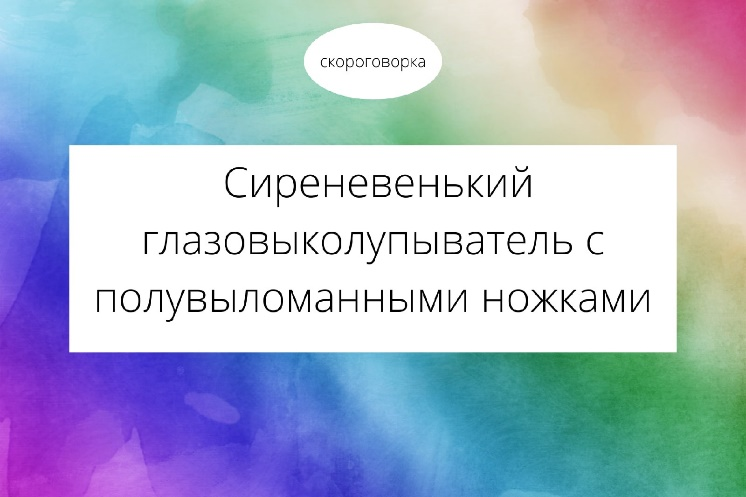 скороговорка
Сиреневенький
глазовыколупыватель с
полувыломанными ножками